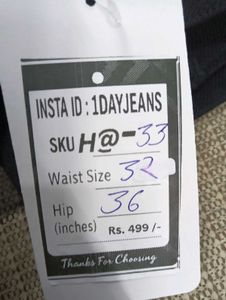 INSTA ID : 1DAYJEANS
SKU H@-33
Waist Size 32
Hip 36
(inches) Rs. 499 /-
Thanks For Choosing